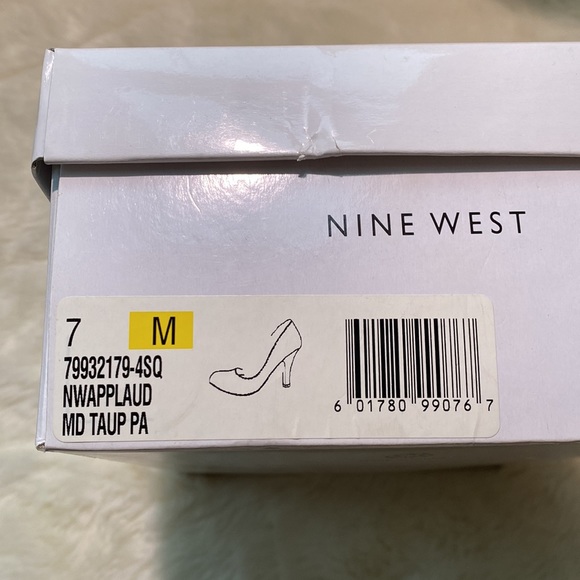 NINE WEST
7 M
79932179-4SQ
NWAPPLAUD
MD TAUP PA
6 01780 99076 7